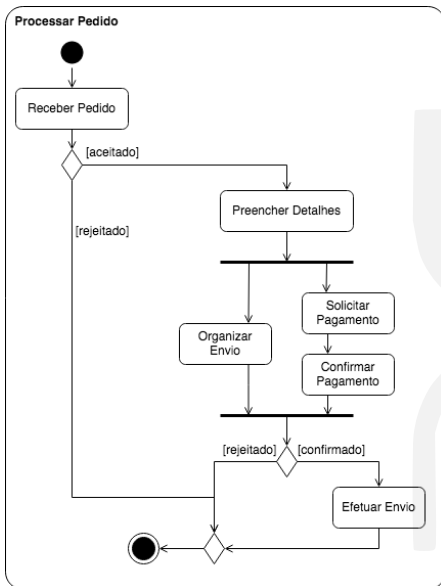 Processar Pedido
Receber Pedido
[aceitado]
Preencher Detalhes
[rejeitado]
Solicitar
Pagamento
Organizar
Envio
Confirmar
Pagamento
[rejeitado]
[confirmado]
Efetuar Envio